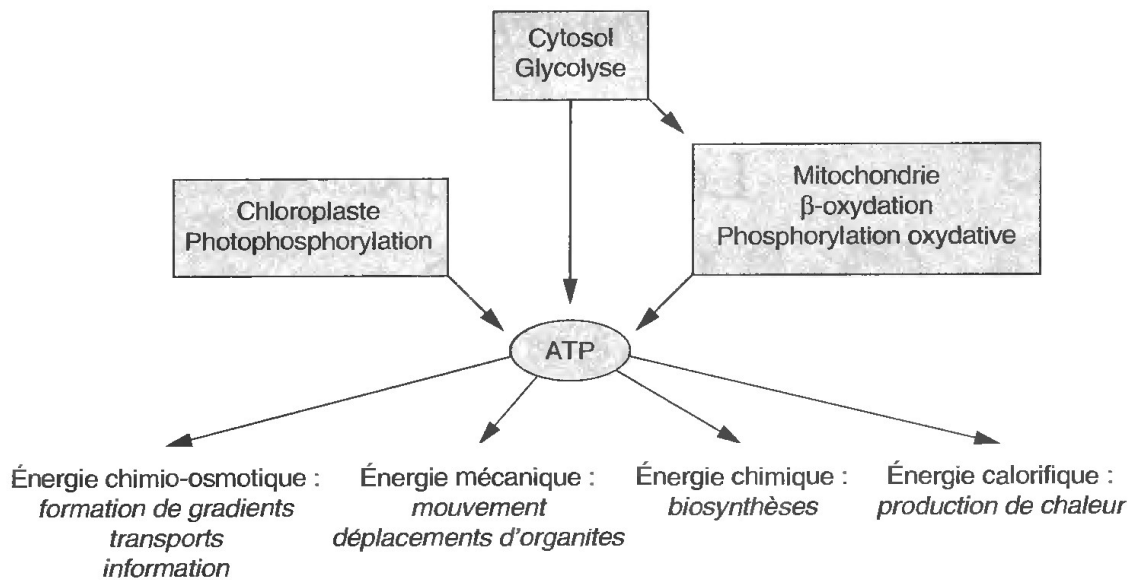 Cytosol
Glycolyse
Mitochondrie
β-oxydation
Phosphorylation oxydative
Chloroplaste
Photophosphorylation
ATP
Énergie chimio-osmotique :
formation de gradients
transports
information
Énergie mécanique :
mouvement
déplacements d'organites
Énergie chimique :
biosynthèses
Énergie calorifique :
production de chaleur